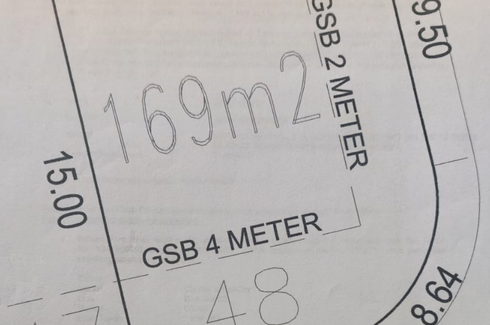 9.50
GSB 2 METER
169m2
15.00
GSB 4 METER
48
8.64